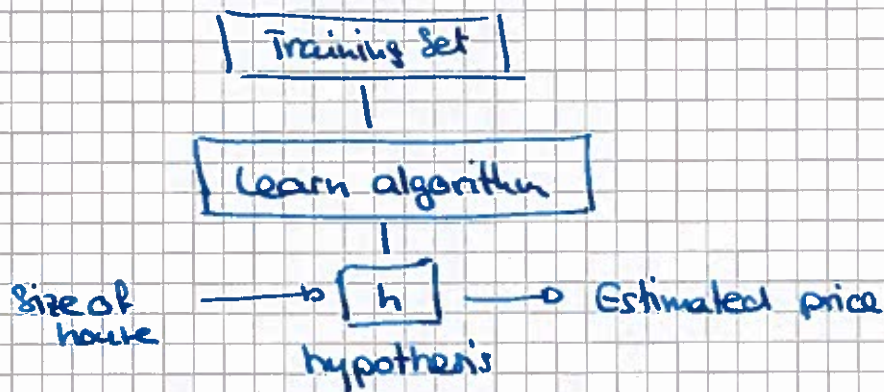 Training Set
Learn algorithm
Size of house
h
Estimated price
hypothesis